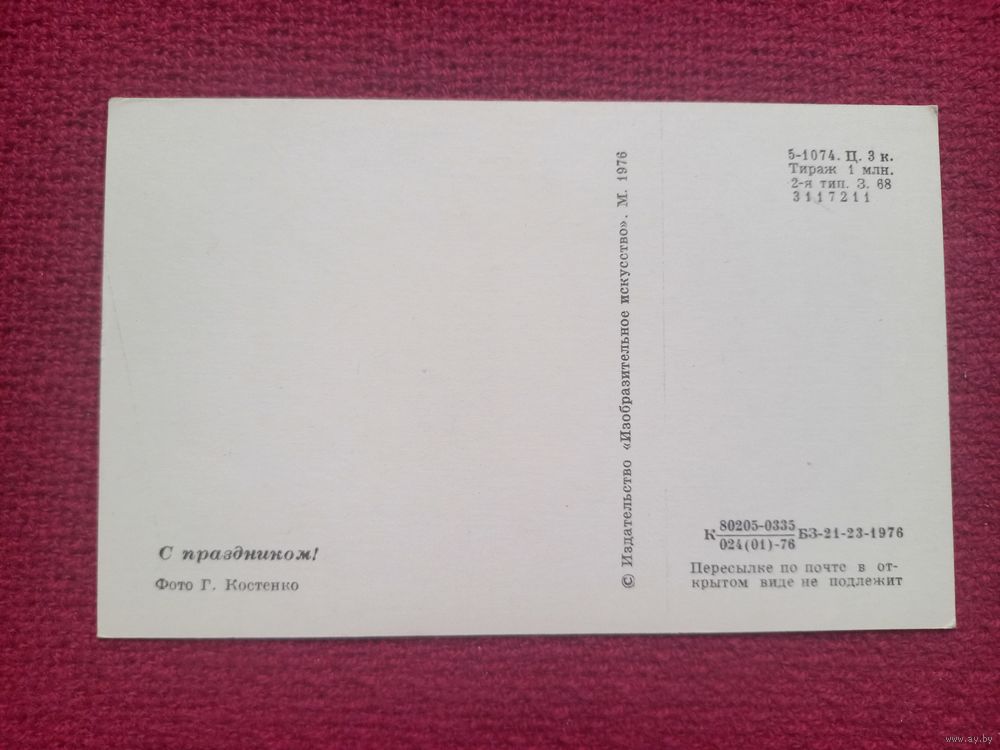 5-1074. Ц. 3 к.
Тираж 1 млн.
2-я тип. З. 68
3117211
© Издательство «Изобразительное искусство». М. 1976
К 80205-0335 БЗ-21-23-1976
024(01)-76
Пересылке по почте в от-
крытом виде не подлежит
С праздником!
Фото Г. Костенко
www.ay.by